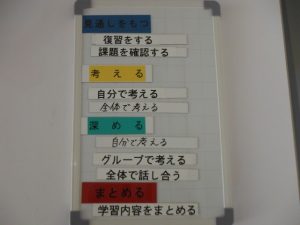 見通しをもつ
復習をする
課題を確認する
考える
自分で考える
全体で考える
深める
自分で考える
グループで考える
全体で話し合う
まとめる
学習内容をまとめる